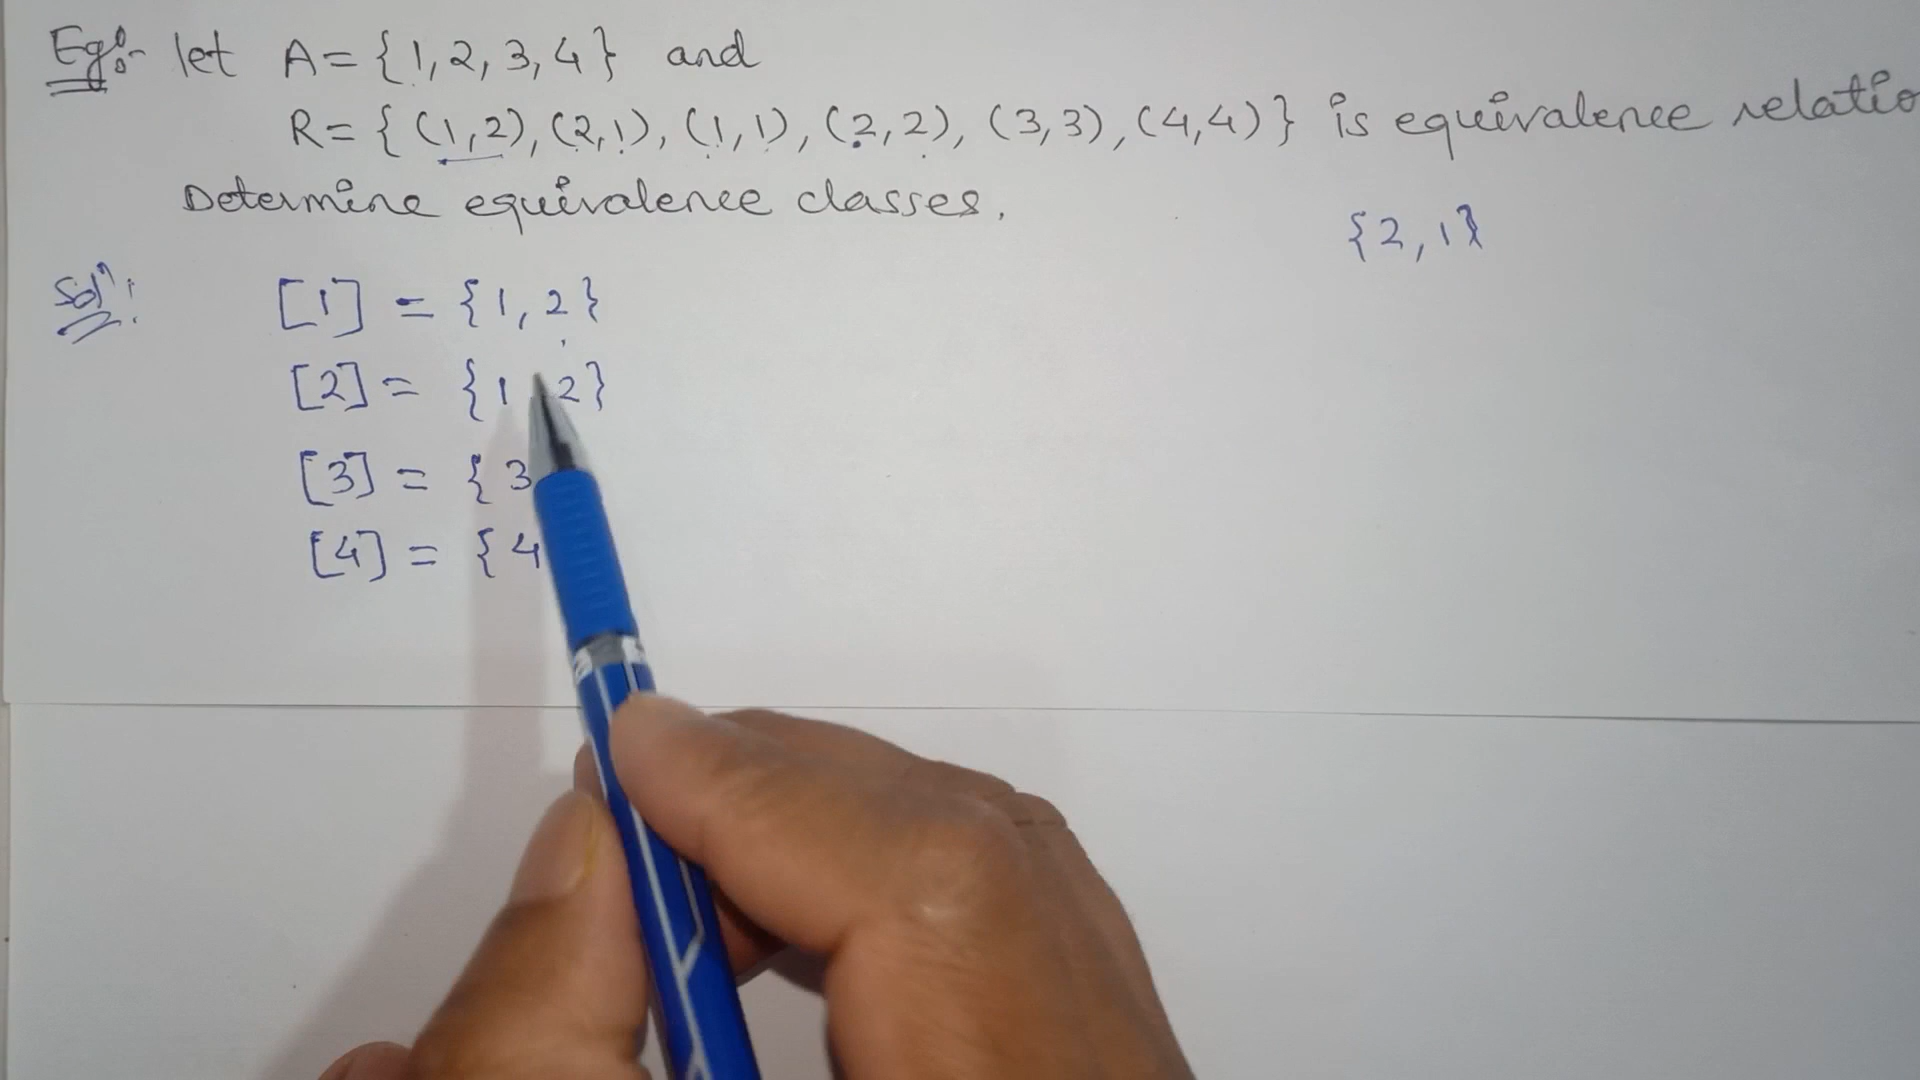 Eg:- let A = {1, 2, 3, 4} and
R = {(1,2), (2,1), (1,1), (2,2), (3,3), (4,4)} is equivalence relatio
Determine equivalence classes.
{2, 1}
Solⁿ:
[1] = {1, 2}
[2] = {1 2}
[3] = {3
[4] = {4